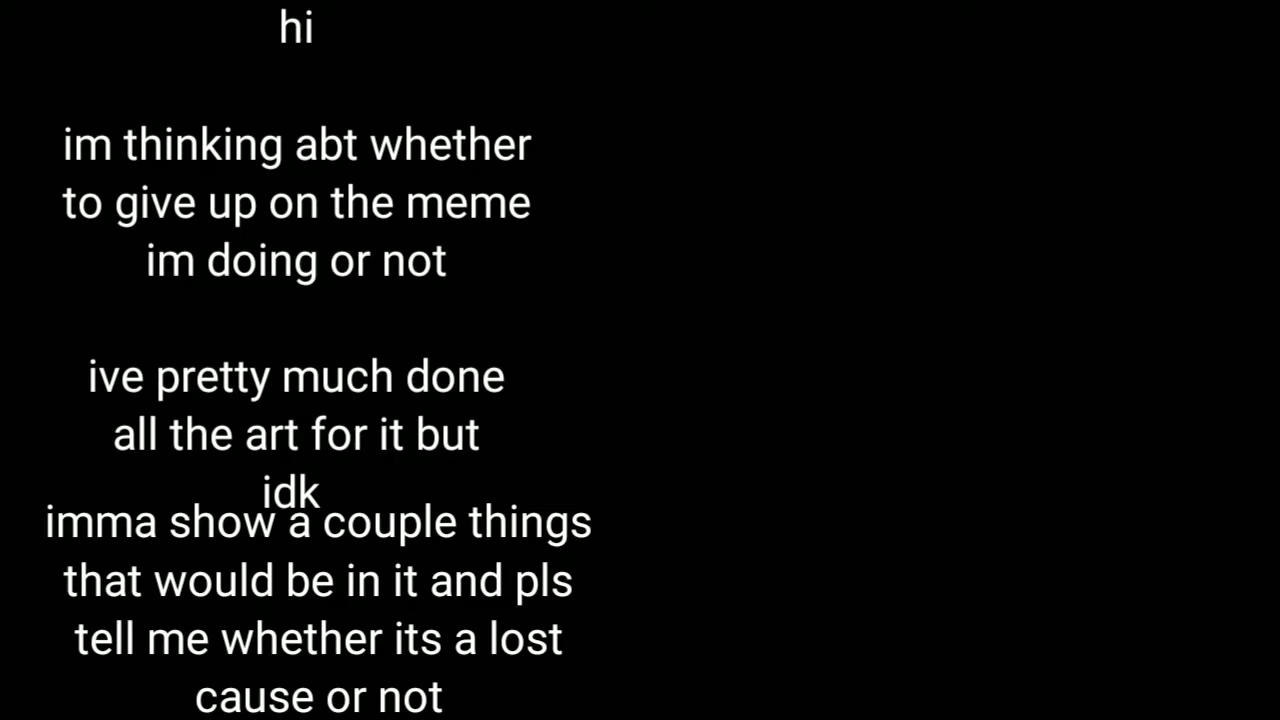 hi
im thinking abt whether
to give up on the meme
im doing or not
ive pretty much done
all the art for it but
idk
imma show a couple things
that would be in it and pls
tell me whether its a lost
cause or not